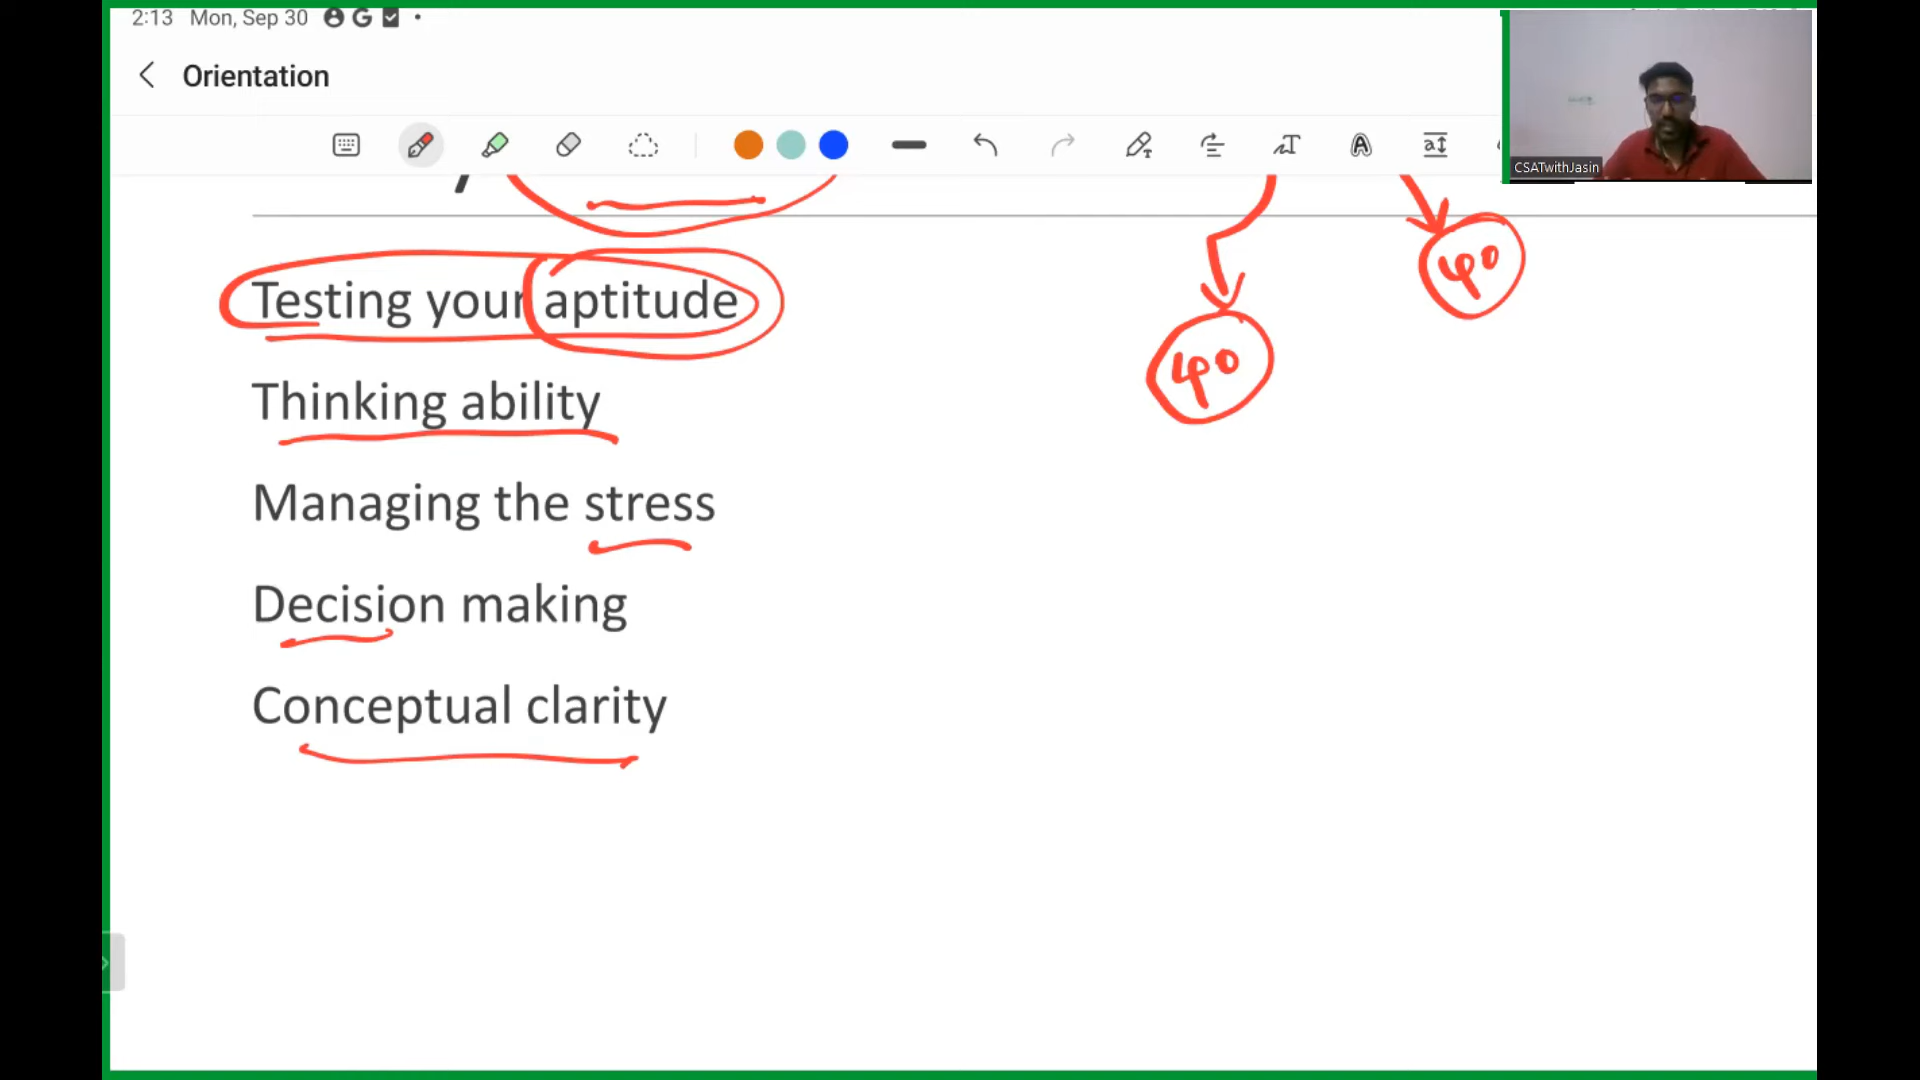 2:13 Mon, Sep 30
Orientation
CSATwithJasin
Testing your aptitude
40
40
Thinking ability
Managing the stress
Decision making
Conceptual clarity